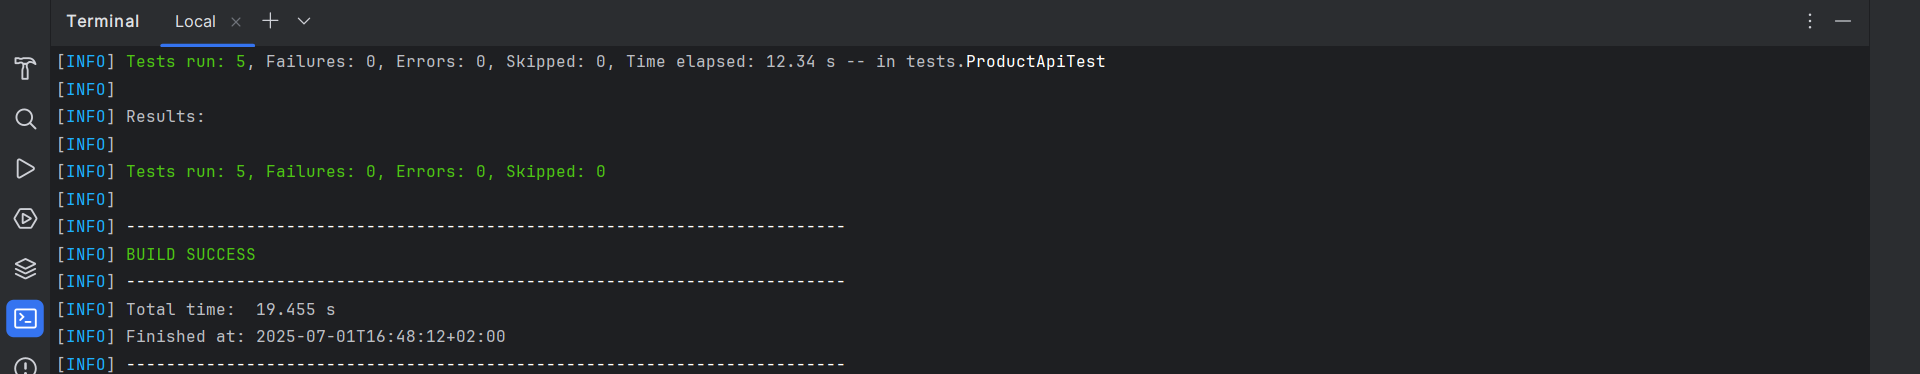 Terminal Local
[INFO] Tests run: 5, Failures: 0, Errors: 0, Skipped: 0, Time elapsed: 12.34 s -- in tests.ProductApiTest
[INFO]
[INFO] Results:
[INFO]
[INFO] Tests run: 5, Failures: 0, Errors: 0, Skipped: 0
[INFO]
[INFO] ------------------------------------------------------------------------
[INFO] BUILD SUCCESS
[INFO] ------------------------------------------------------------------------
[INFO] Total time:  19.455 s
[INFO] Finished at: 2025-07-01T16:48:12+02:00
[INFO] ------------------------------------------------------------------------